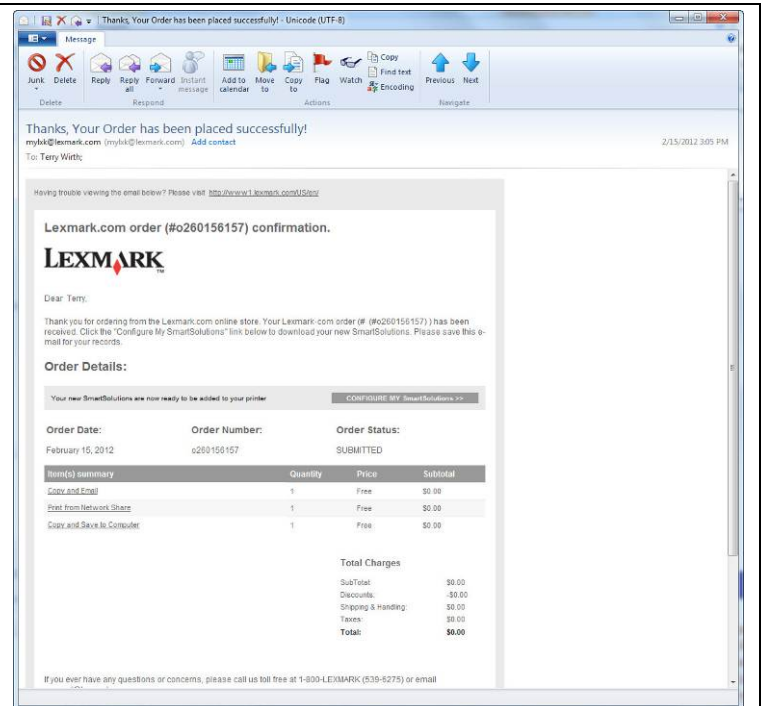 Thanks, Your Order has been placed successfully! - Unicode (UTF-8)
Message
Junk Delete Reply Reply all Forward Instant message Add to calendar Move to Copy to Flag Watch Copy Find text Encoding Previous Next
Delete Respond Actions Navigate
Thanks, Your Order has been placed successfully!
mylxk@lexmark.com (mylxk@lexmark.com) Add contact 2/15/2012 3:05 PM
To: Terry Wirth;
Having trouble viewing the email below? Please visit http://www1.lexmark.com/US/en/
Lexmark.com order (#o260156157) confirmation.
LEXMARK™
Dear Terry,
Thank you for ordering from the Lexmark.com online store. Your Lexmark-com order (# (#o260156157) ) has been
received. Click the "Configure My SmartSolutions" link below to download your new SmartSolutions. Please save this e-
mail for your records.
Order Details:
Your new SmartSolutions are now ready to be added to your printer CONFIGURE MY SmartSolutions >>
Order Date: Order Number: Order Status:
February 15, 2012 o260156157 SUBMITTED
Item(s) summary Quantity Price Subtotal
Copy and Email 1 Free $0.00
Print from Network Share 1 Free $0.00
Copy and Save to Computer 1 Free $0.00
Total Charges
SubTotal: $0.00
Discounts: -$0.00
Shipping & Handling: $0.00
Taxes: $0.00
Total: $0.00
If you ever have any questions or concerns, please call us toll free at 1-800-LEXMARK (539-6275) or email